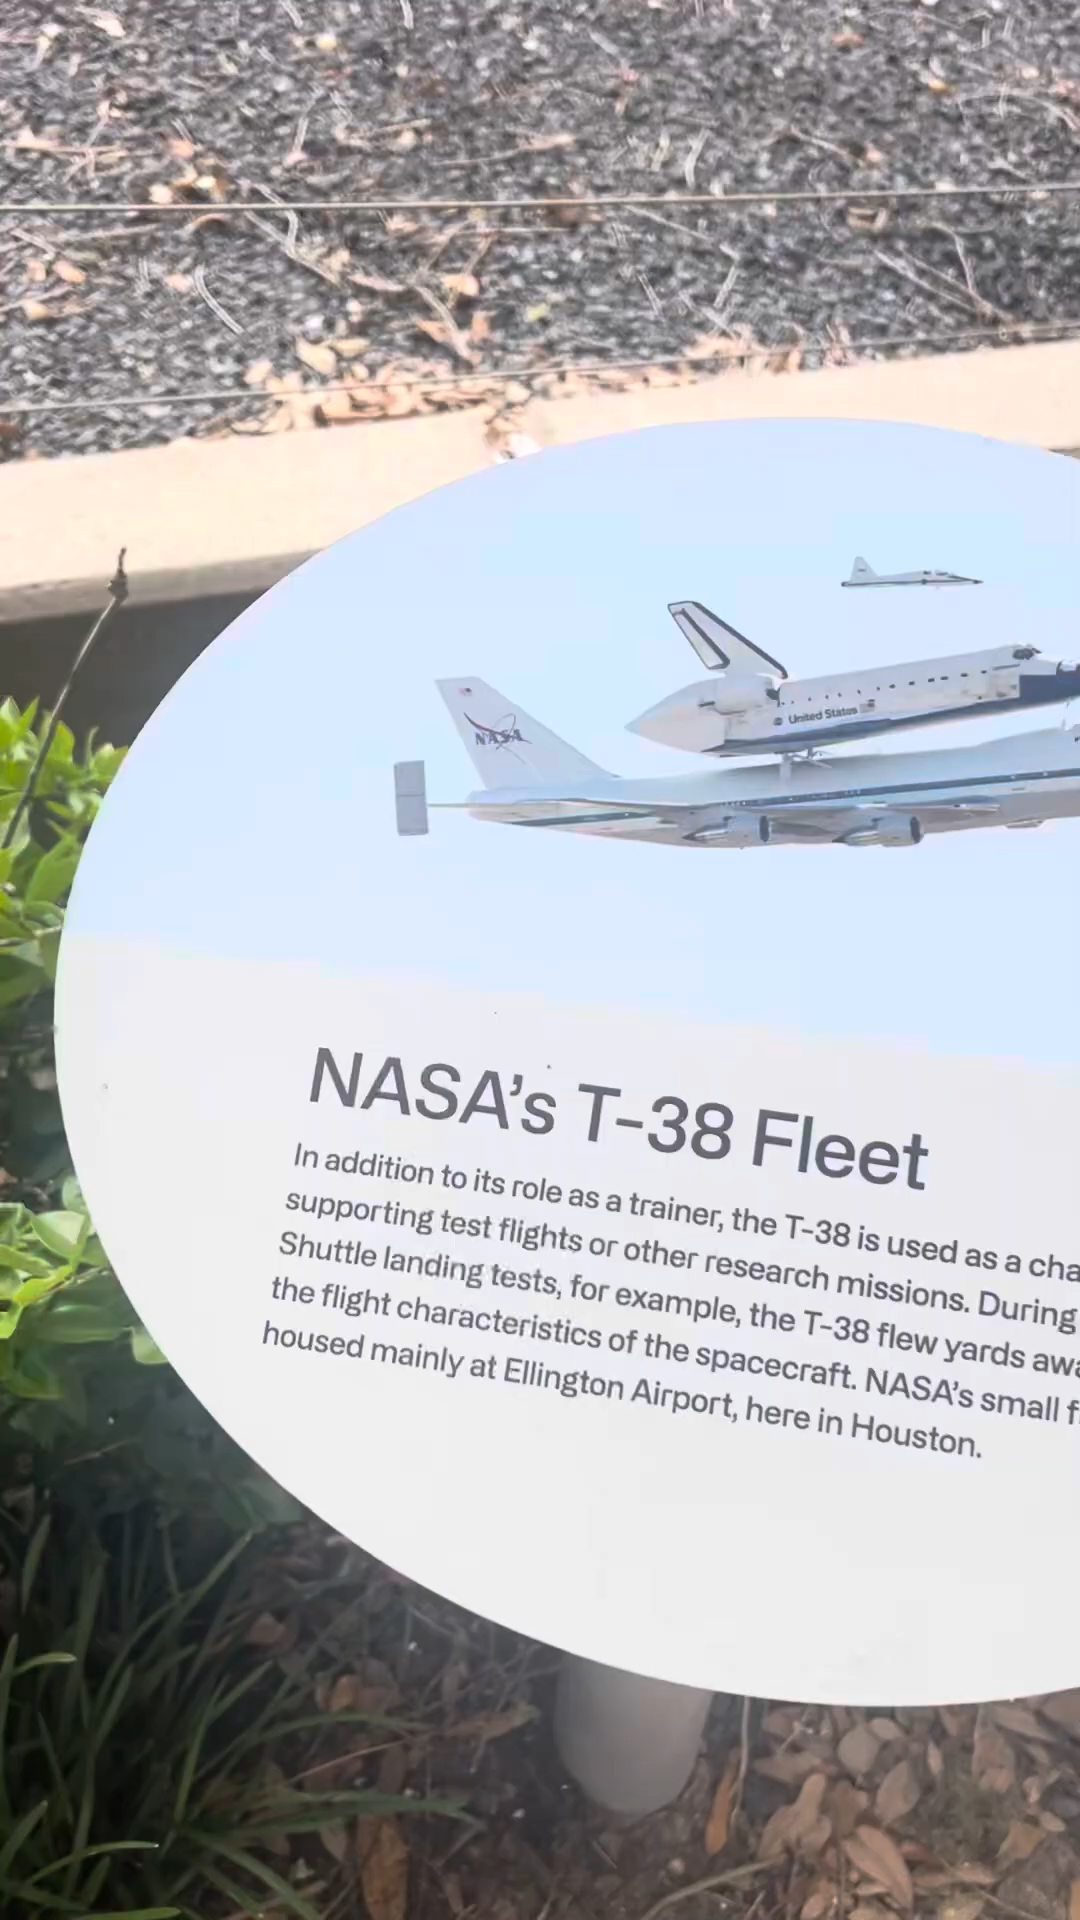 NASA
United States
NASA's T-38 Fleet
In addition to its role as a trainer, the T-38 is used as a cha
supporting test flights or other research missions. During
Shuttle landing tests, for example, the T-38 flew yards awa
the flight characteristics of the spacecraft. NASA's small f
housed mainly at Ellington Airport, here in Houston.